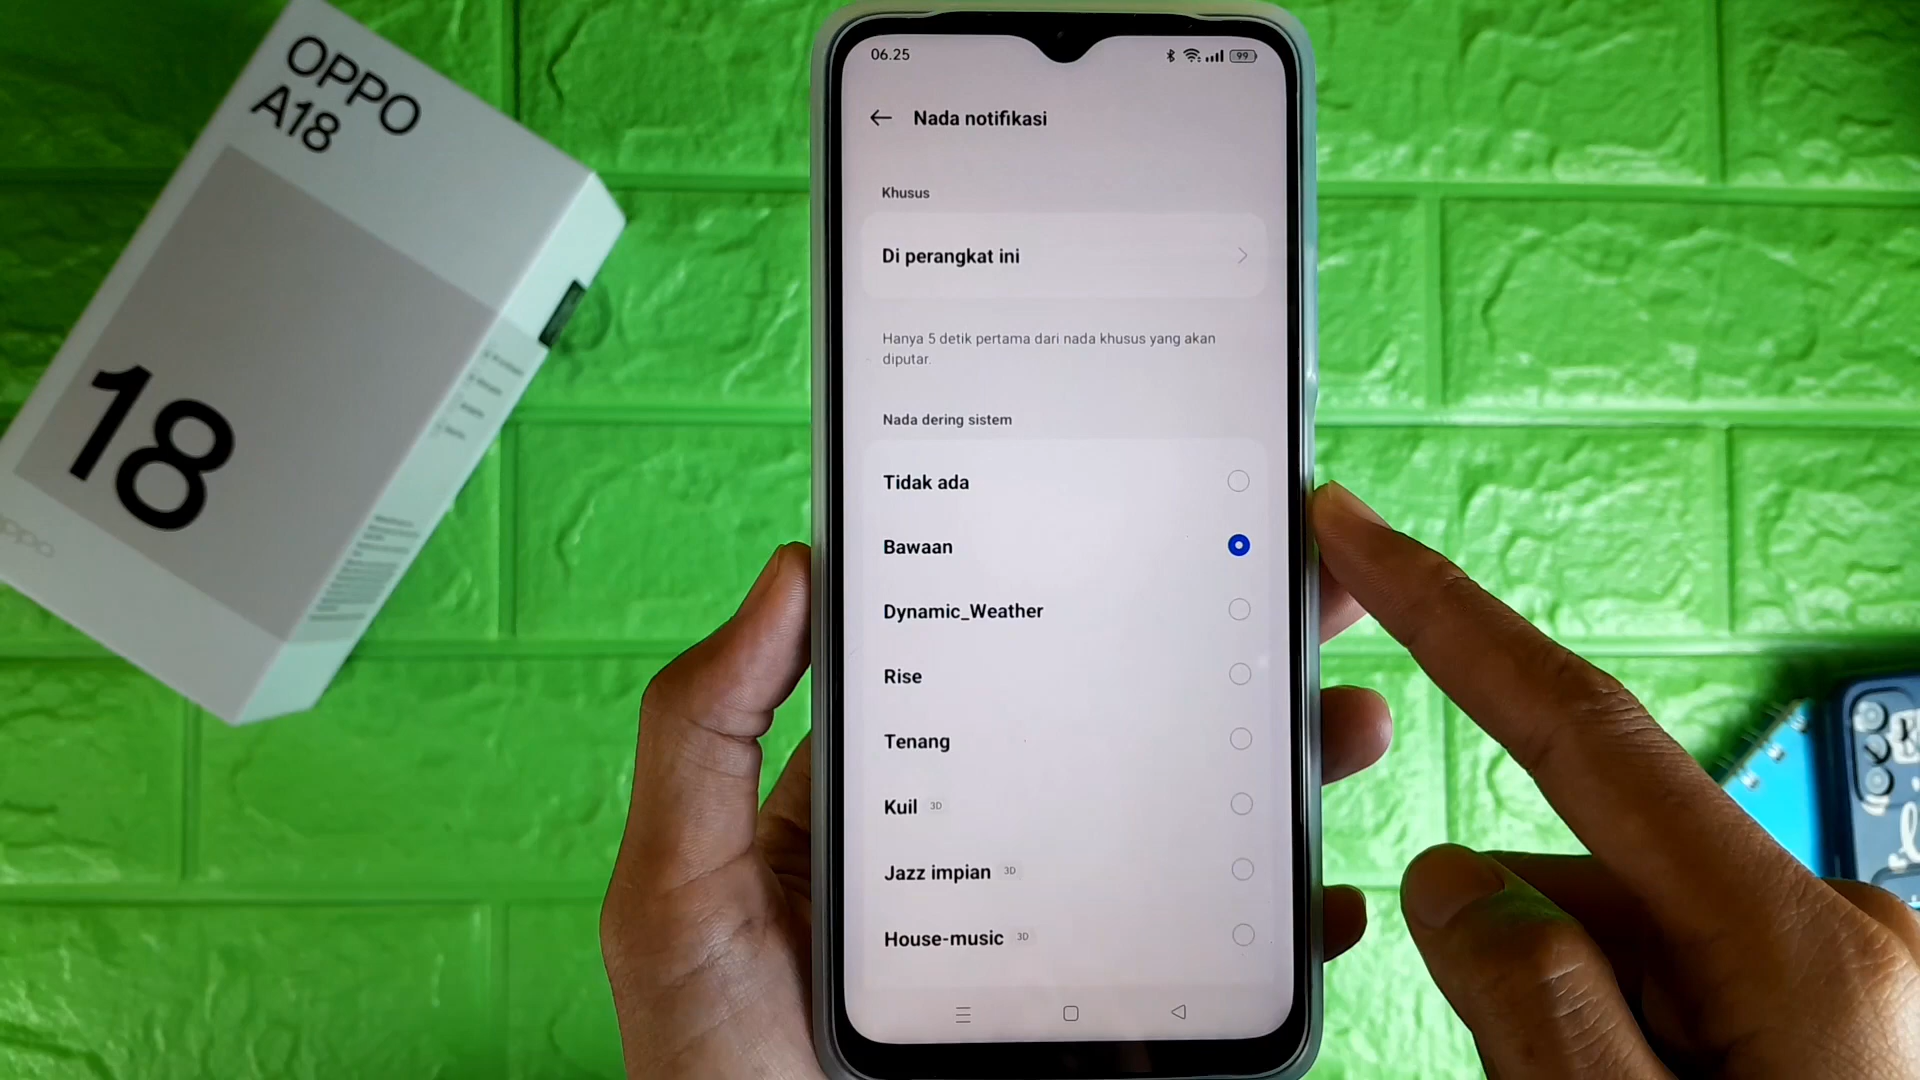 OPPO
A18
18
oppo
06.25
99
Nada notifikasi
Khusus
Di perangkat ini
Hanya 5 detik pertama dari nada khusus yang akan
diputar.
Nada dering sistem
Tidak ada
Bawaan
Dynamic_Weather
Rise
Tenang
Kuil 3D
Jazz impian 3D
House-music 3D